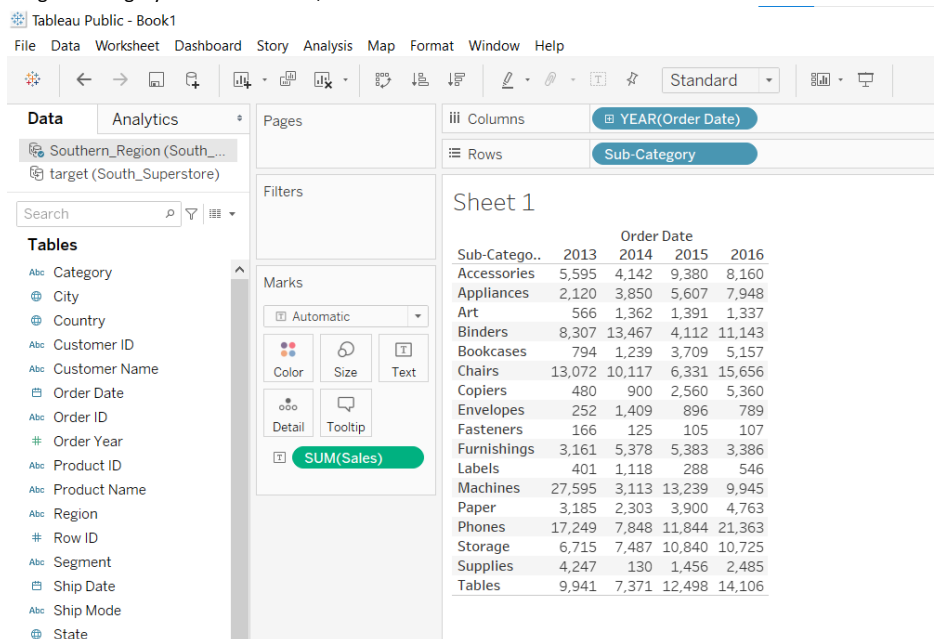 Tableau Public - Book1
File Data Worksheet Dashboard Story Analysis Map Format Window Help
Standard
Data Analytics
Pages
Columns YEAR(Order Date)
Rows Sub-Category
Southern_Region (South_...
target (South_Superstore)
Search
Tables
Abc Category
City
Country
Abc Customer ID
Abc Customer Name
Order Date
Abc Order ID
# Order Year
Abc Product ID
Abc Product Name
Abc Region
# Row ID
Abc Segment
Ship Date
Abc Ship Mode
State
Filters
Marks
T Automatic
Color Size T Text
Detail Tooltip
T SUM(Sales)
Sheet 1
Order Date
Sub-Catego.. 2013 2014 2015 2016
Accessories 5,595 4,142 9,380 8,160
Appliances 2,120 3,850 5,607 7,948
Art 566 1,362 1,391 1,337
Binders 8,307 13,467 4,112 11,143
Bookcases 794 1,239 3,709 5,157
Chairs 13,072 10,117 6,331 15,656
Copiers 480 900 2,560 5,360
Envelopes 252 1,409 896 789
Fasteners 166 125 105 107
Furnishings 3,161 5,378 5,383 3,386
Labels 401 1,118 288 546
Machines 27,595 3,113 13,239 9,945
Paper 3,185 2,303 3,900 4,763
Phones 17,249 7,848 11,844 21,363
Storage 6,715 7,487 10,840 10,725
Supplies 4,247 130 1,456 2,485
Tables 9,941 7,371 12,498 14,106